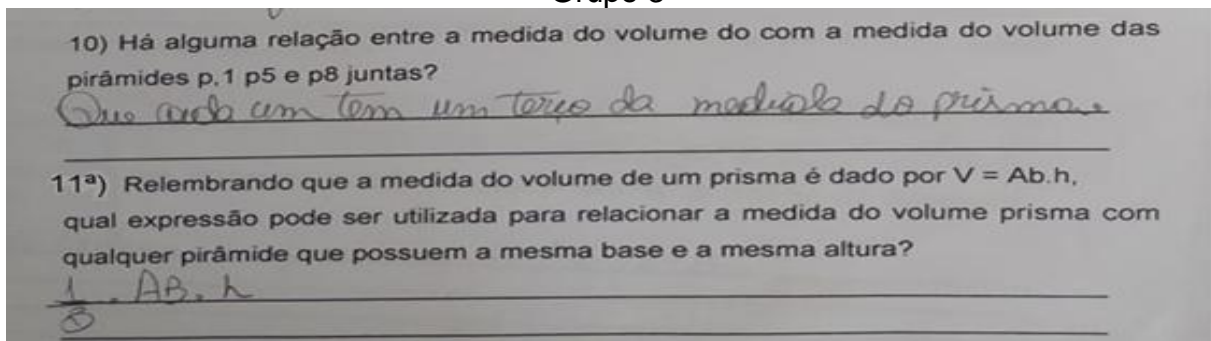 10) Há alguma relação entre a medida do volume do com a medida do volume das
pirâmides p,1 p5 e p8 juntas?
Que cada um tem um terço da medida do prisma.
11ª) Relembrando que a medida do volume de um prisma é dado por V = Ab.h,
qual expressão pode ser utilizada para relacionar a medida do volume prisma com
qualquer pirâmide que possuem a mesma base e a mesma altura?
1/3 . AB. h